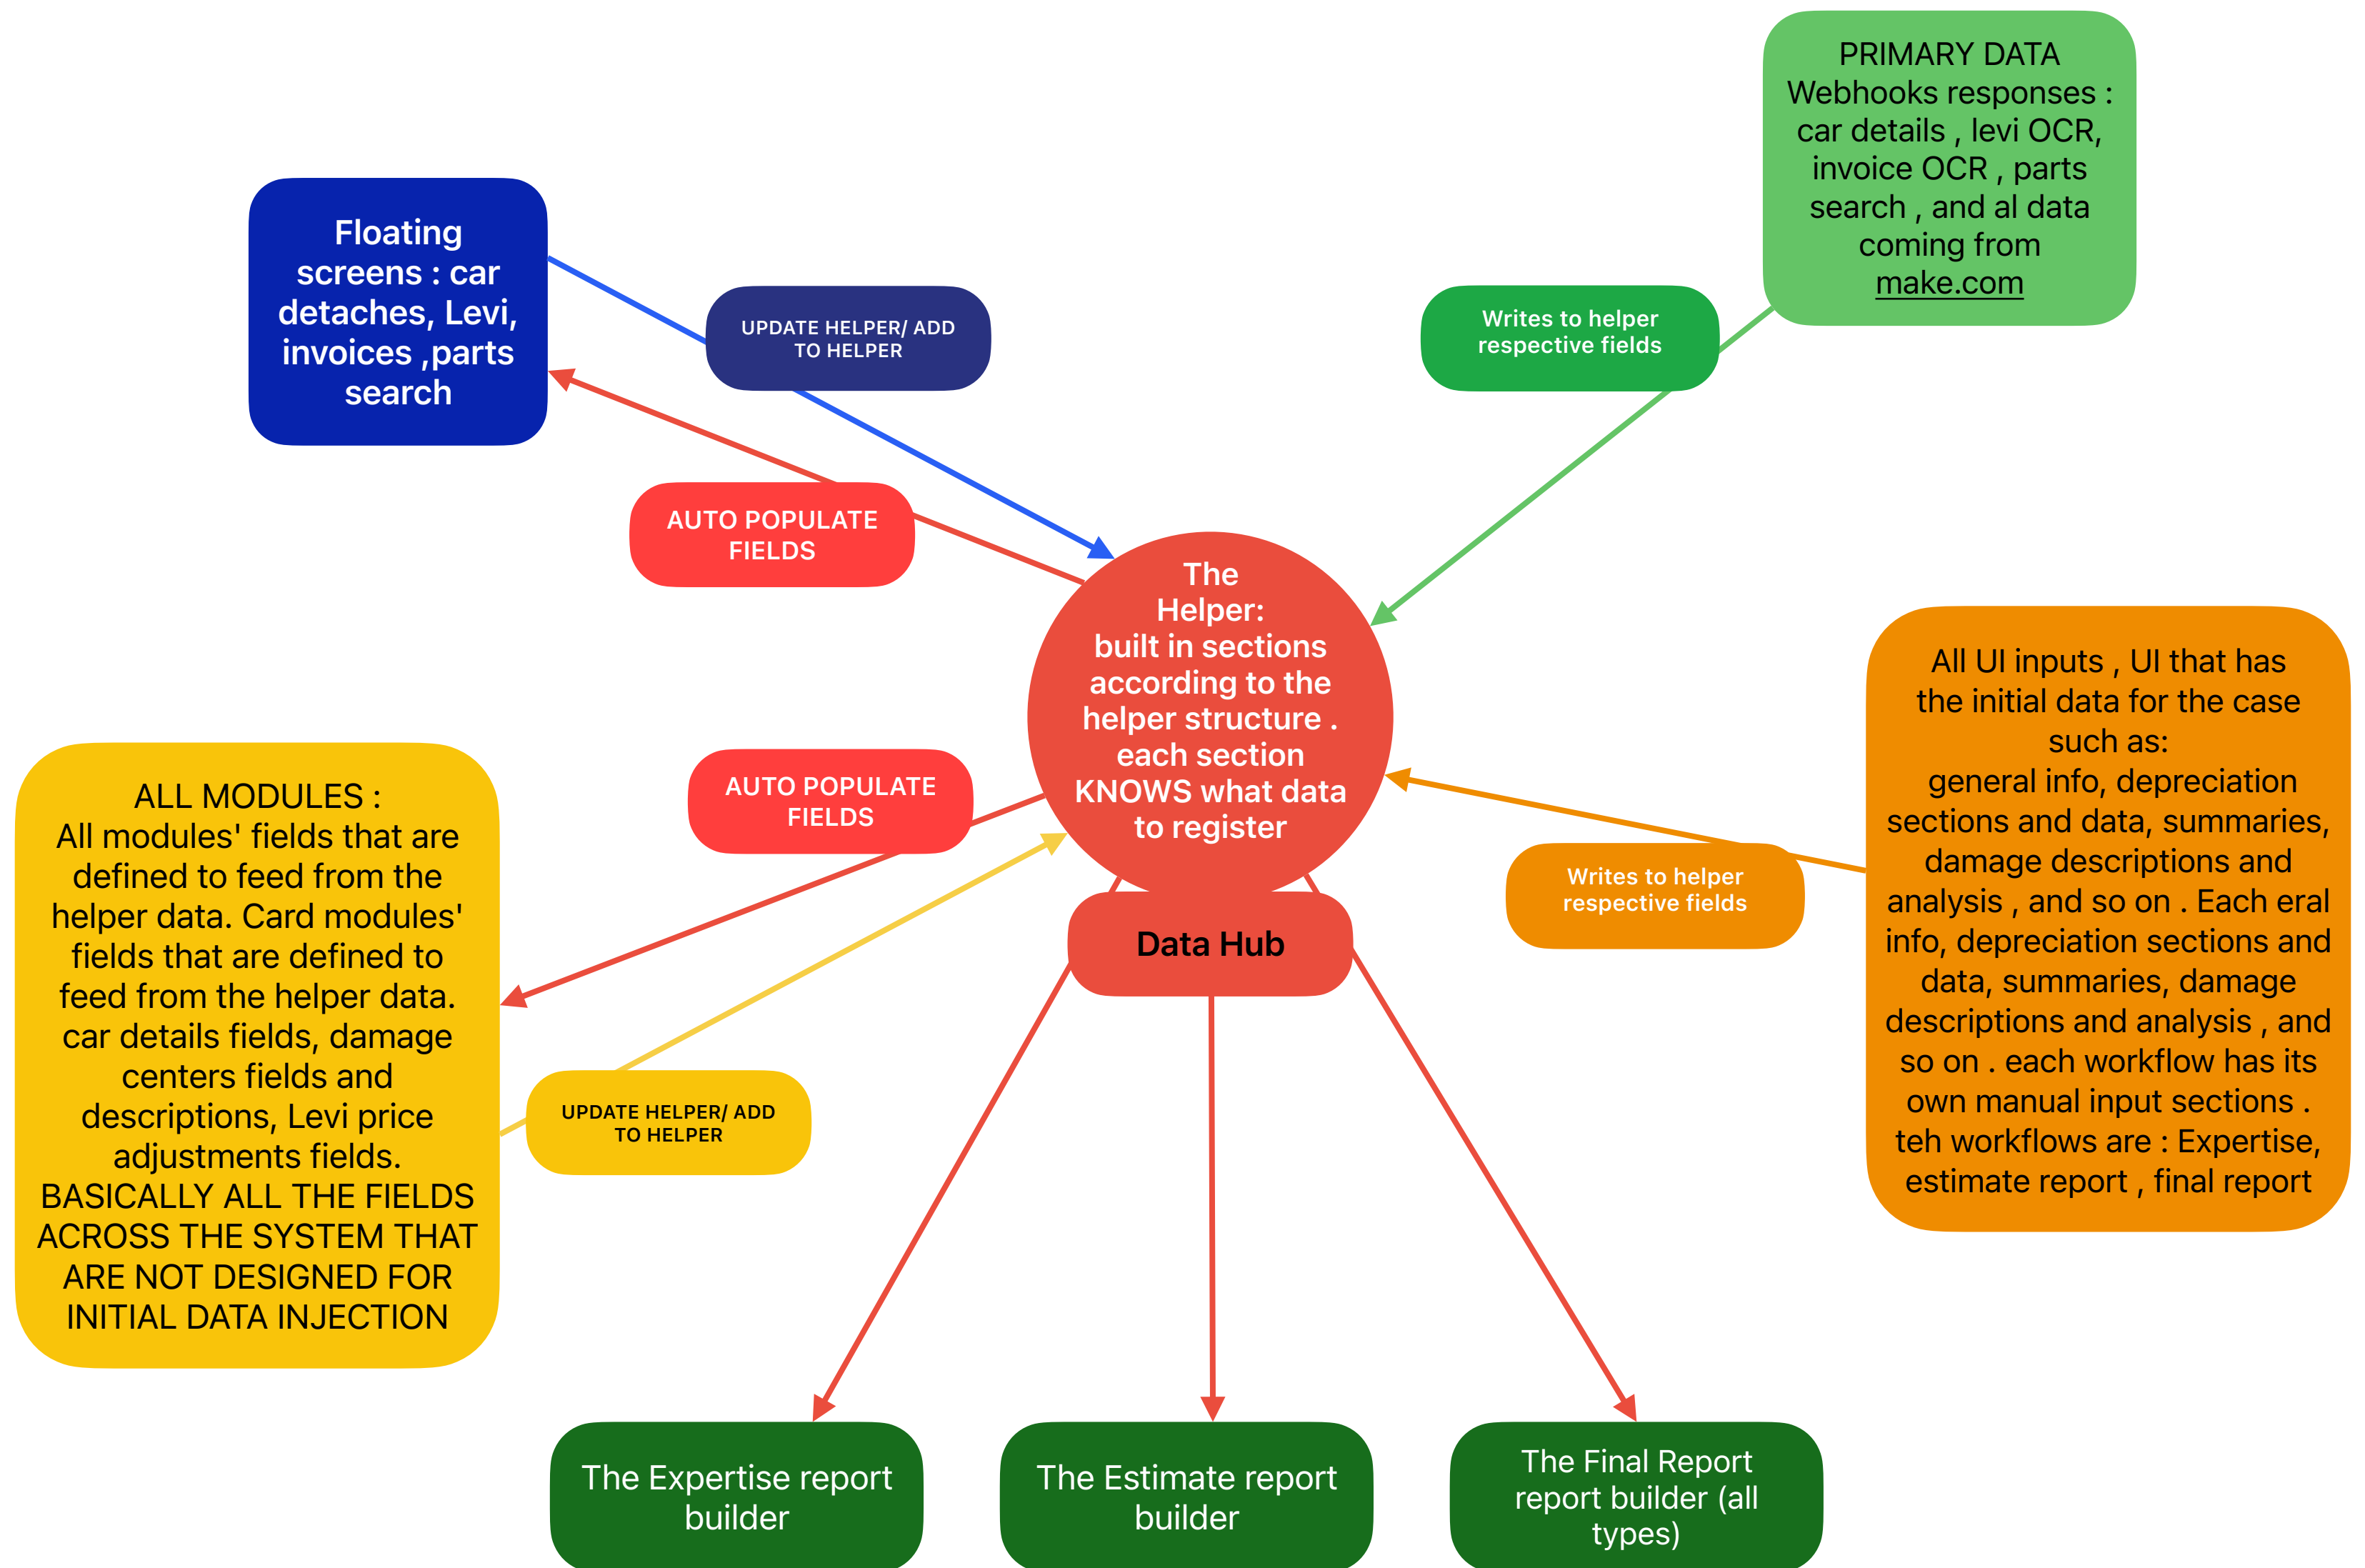 PRIMARY DATA
Webhooks responses :
car details , levi OCR,
invoice OCR , parts
search , and al data
coming from
make.com
Floating
screens : car
detaches, Levi,
invoices ,parts
search
UPDATE HELPER/ ADD
TO HELPER
Writes to helper
respective fields
AUTO POPULATE
FIELDS
The
Helper:
built in sections
according to the
helper structure .
each section
KNOWS what data
to register
Data Hub
All UI inputs , UI that has
the initial data for the case
such as:
general info, depreciation
sections and data, summaries,
damage descriptions and
analysis , and so on . Each eral
info, depreciation sections and
data, summaries, damage
descriptions and analysis , and
so on . each workflow has its
own manual input sections .
teh workflows are : Expertise,
estimate report , final report
Writes to helper
respective fields
AUTO POPULATE
FIELDS
ALL MODULES :
All modules' fields that are
defined to feed from the
helper data. Card modules'
fields that are defined to
feed from the helper data.
car details fields, damage
centers fields and
descriptions, Levi price
adjustments fields.
BASICALLY ALL THE FIELDS
ACROSS THE SYSTEM THAT
ARE NOT DESIGNED FOR
INITIAL DATA INJECTION
UPDATE HELPER/ ADD
TO HELPER
The Expertise report
builder
The Estimate report
builder
The Final Report
report builder (all
types)